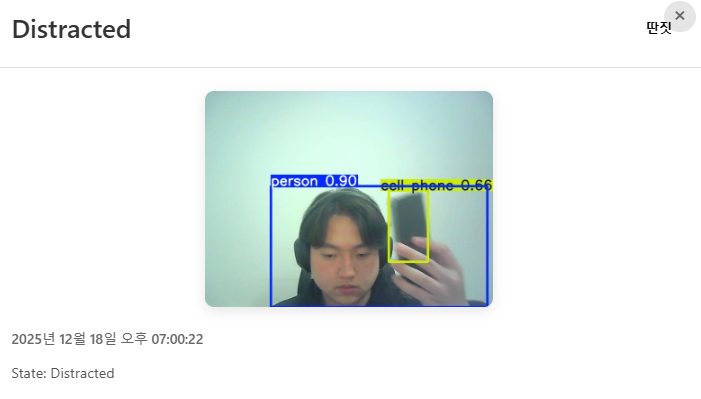 Distracted
딴짓
×
person 0.90
cell phone 0.66
2025년 12월 18일 오후 07:00:22
State: Distracted